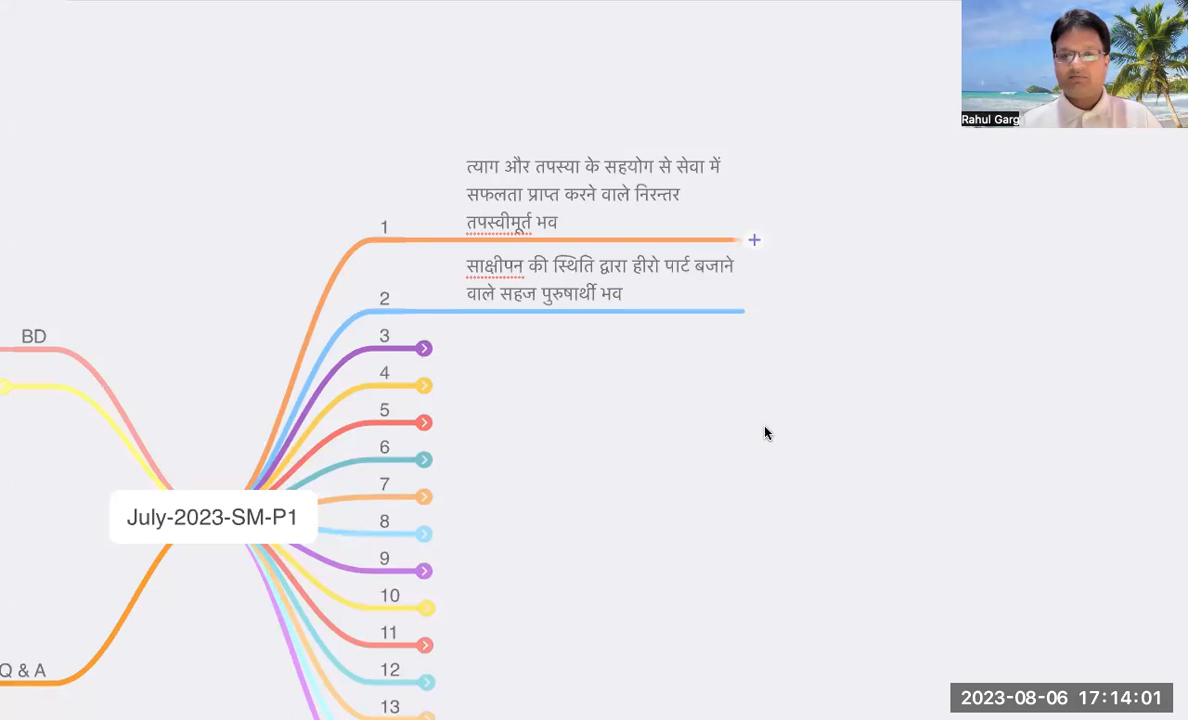 Rahul Garg
त्याग और तपस्या के सहयोग से सेवा में
सफलता प्राप्त करने वाले निरन्तर
तपस्वीमूर्त भव
1
साक्षीपन की स्थिति द्वारा हीरो पार्ट बजाने
वाले सहज पुरुषार्थी भव
2
BD
3
4
5
6
7
8
9
10
11
12
13
July-2023-SM-P1
Q & A
2023-08-06 17:14:01